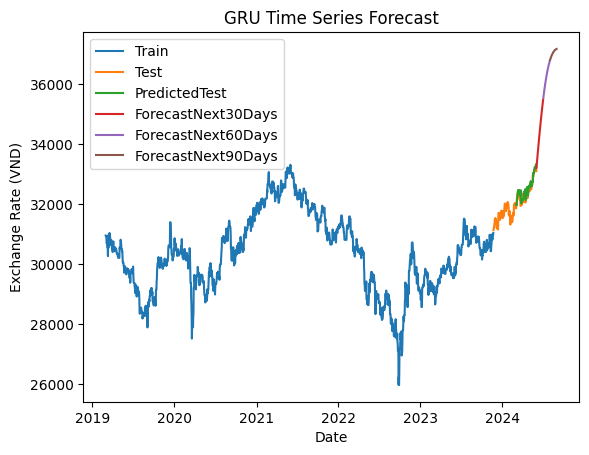 GRU Time Series Forecast
Train
Test
PredictedTest
ForecastNext30Days
ForecastNext60Days
ForecastNext90Days
Exchange Rate (VND)
36000
34000
32000
30000
28000
26000
2019 2020 2021 2022 2023 2024
Date